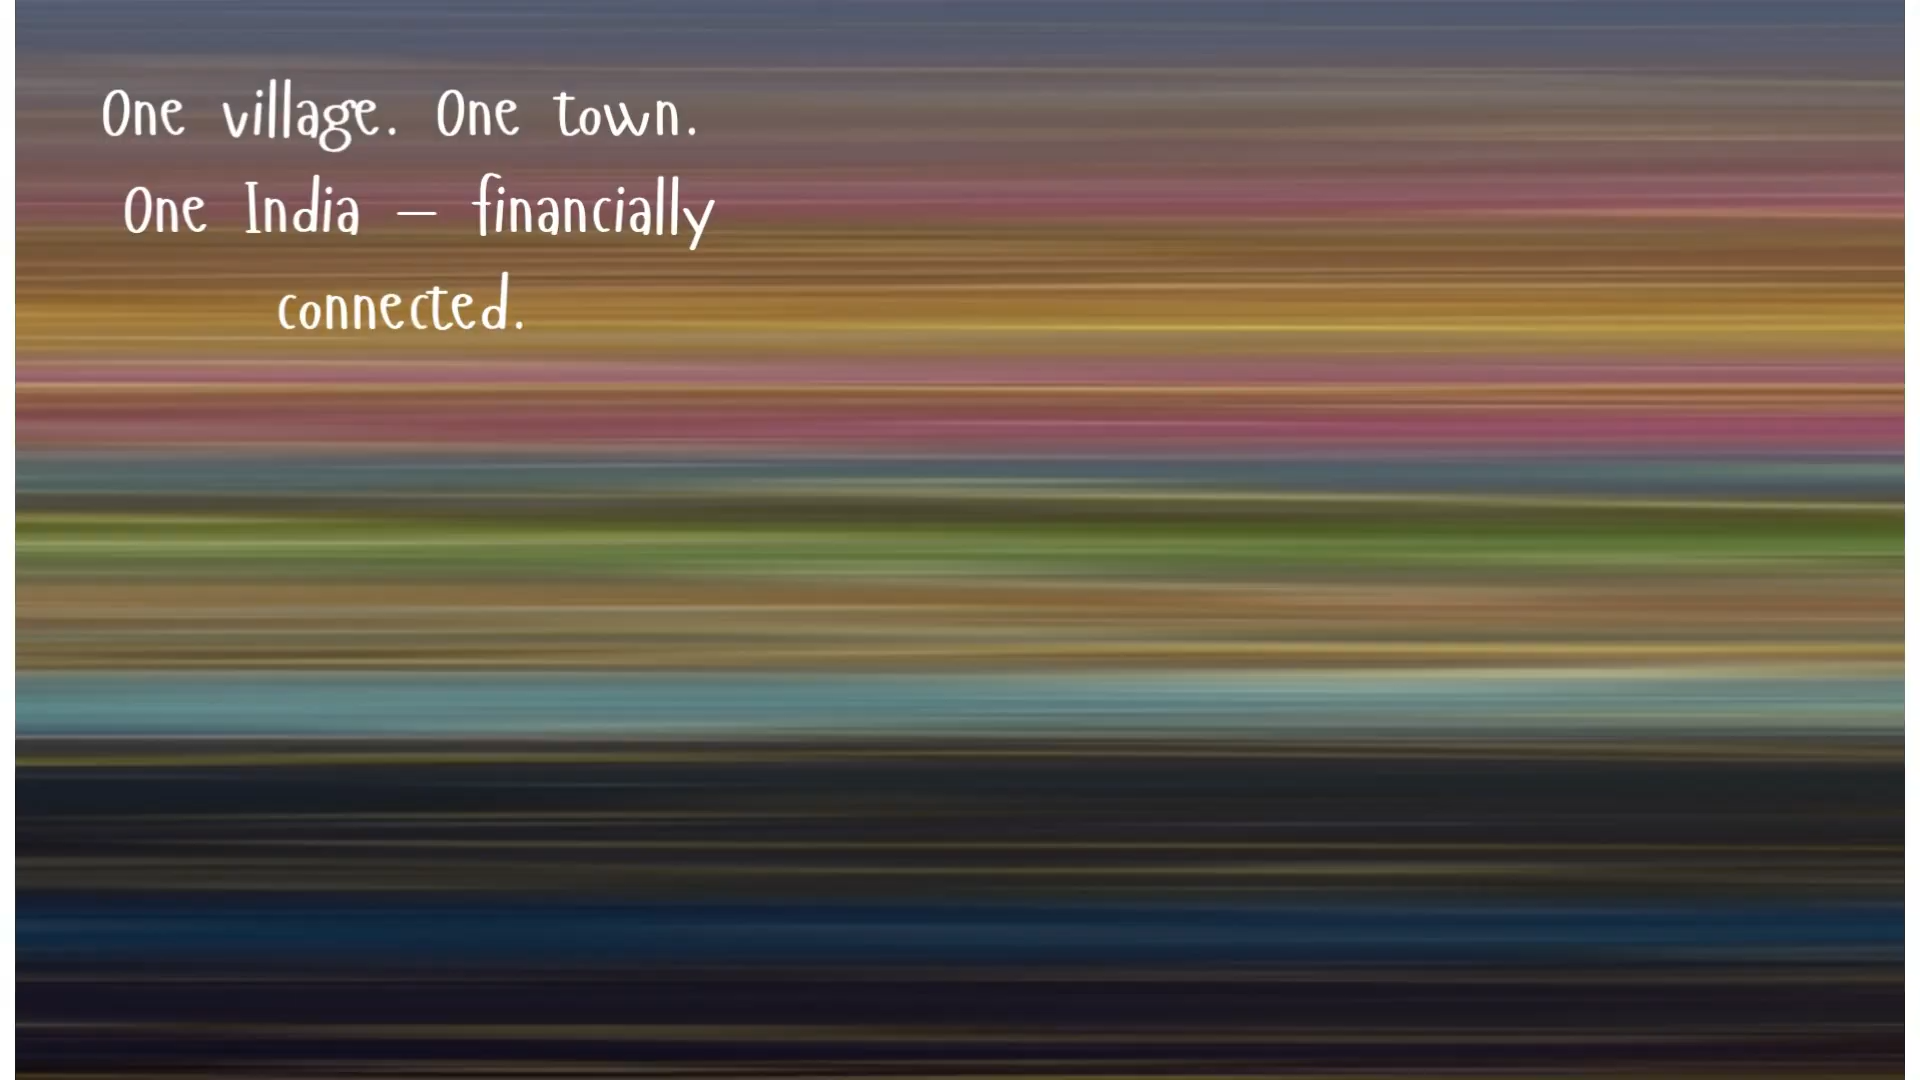 One village. One town.
One India – financially
connected.